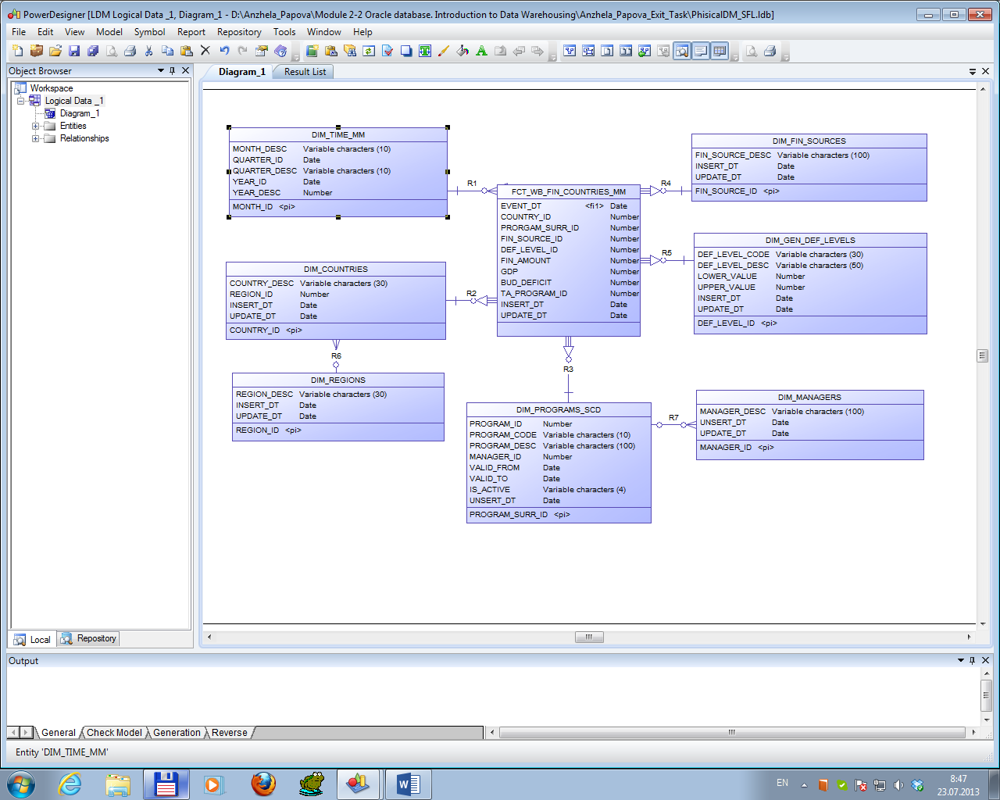 PowerDesigner [LDM Logical Data _1, Diagram_1 - D:\Anzhela_Papova\Module 2-2 Oracle database. Introduction to Data Warehousing\Anzhela_Papova_Exit_Task\PhisicalDM_SFL.ldb]
File Edit View Model Symbol Report Repository Tools Window Help
Object Browser
Workspace
Logical Data _1
Diagram_1
Entities
Relationships
Local Repository
Diagram_1 Result List
DIM_TIME_MM
MONTH_DESC Variable characters (10)
QUARTER_ID Date
QUARTER_DESC Variable characters (10)
YEAR_ID Date
YEAR_DESC Number
MONTH_ID <pi>
R1
FCT_WB_FIN_COUNTRIES_MM
EVENT_DT <fi1> Date
COUNTRY_ID Number
PRORGAM_SURR_ID Number
FIN_SOURCE_ID Number
DEF_LEVEL_ID Number
FIN_AMOUNT Number
GDP Number
BUD_DEFICIT Number
TA_PROGRAM_ID Number
INSERT_DT Date
UPDATE_DT Date
R4
DIM_FIN_SOURCES
FIN_SOURCE_DESC Variable characters (100)
INSERT_DT Date
UPDATE_DT Date
FIN_SOURCE_ID <pi>
R5
DIM_GEN_DEF_LEVELS
DEF_LEVEL_CODE Variable characters (30)
DEF_LEVEL_DESC Variable characters (50)
LOWER_VALUE Number
UPPER_VALUE Number
INSERT_DT Date
UPDATE_DT Date
DEF_LEVEL_ID <pi>
DIM_COUNTRIES
COUNTRY_DESC Variable characters (30)
REGION_ID Number
INSERT_DT Date
UPDATE_DT Date
COUNTRY_ID <pi>
R2
R6
DIM_REGIONS
REGION_DESC Variable characters (30)
INSERT_DT Date
UPDATE_DT Date
REGION_ID <pi>
R3
DIM_PROGRAMS_SCD
PROGRAM_ID Number
PROGRAM_CODE Variable characters (10)
PROGRAM_DESC Variable characters (100)
MANAGER_ID Number
VALID_FROM Date
VALID_TO Date
IS_ACTIVE Variable characters (4)
UNSERT_DT Date
PROGRAM_SURR_ID <pi>
R7
DIM_MANAGERS
MANAGER_DESC Variable characters (100)
UNSERT_DT Date
UPDATE_DT Date
MANAGER_ID <pi>
Output
General Check Model Generation Reverse
Entity 'DIM_TIME_MM'
EN
8:47
23.07.2013